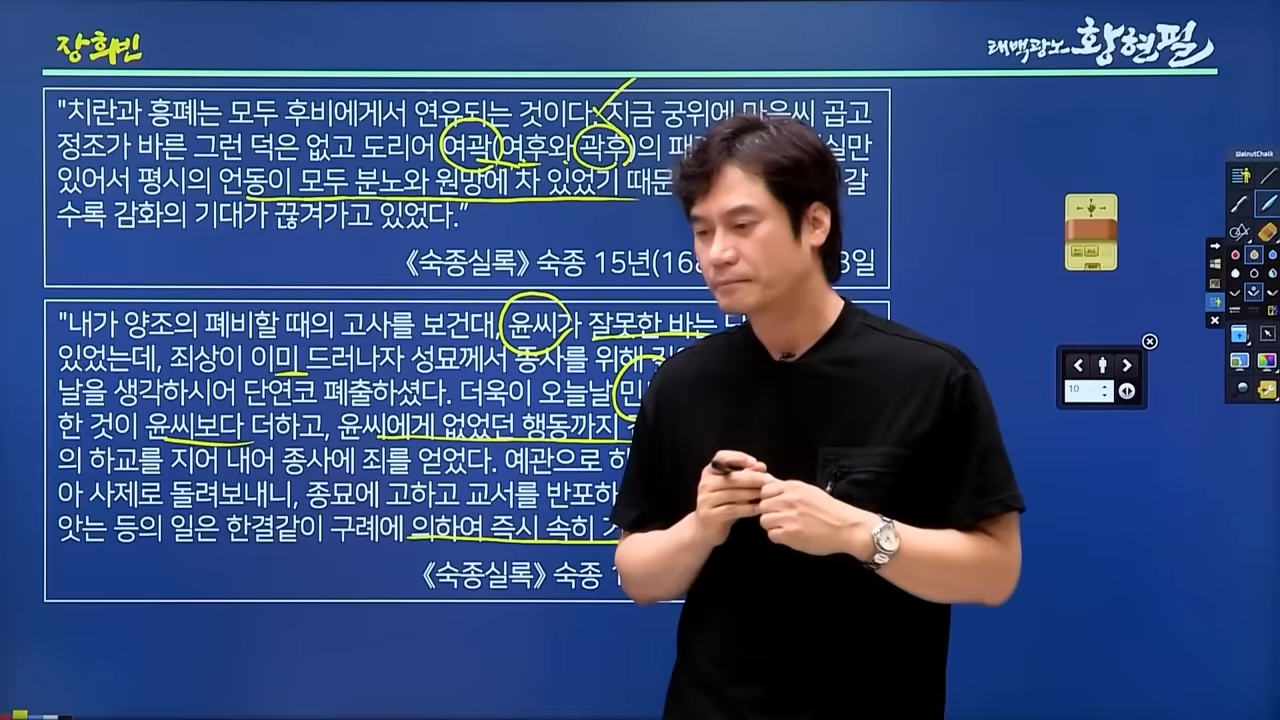 장희빈
태백광노 황현필
"치란과 흥폐는 모두 후비에게서 연유되는 것이다. 지금 궁위에 마음씨 곱고
정조가 바른 그런 덕은 없고 도리어 여곽(여후와 곽후)의 실만
있어서 평시의 언동이 모두 분노와 원망에 차 있었기 갈
수록 감화의 기대가 끊겨가고 있었다."
《숙종실록》 숙종 15년 일
"내가 양조의 폐비할 때의 고사를 보건대, 윤씨가 잘못한 바는
있었는데, 죄상이 이미 드러나자 성묘께서 종사를 위해
날을 생각하시어 단연코 폐출하셨다. 더욱이 오늘날
한 것이 윤씨보다 더하고, 윤씨에게 없었던 행동까지
의 하교를 지어 내어 종사에 죄를 얻었다. 예관으로
아 사제로 돌려보내니, 종묘에 고하고 교서를
앗는 등의 일은 한결같이 구례에 의하여 즉시 속히
《숙종실록》 숙종
WalnutChalk
10